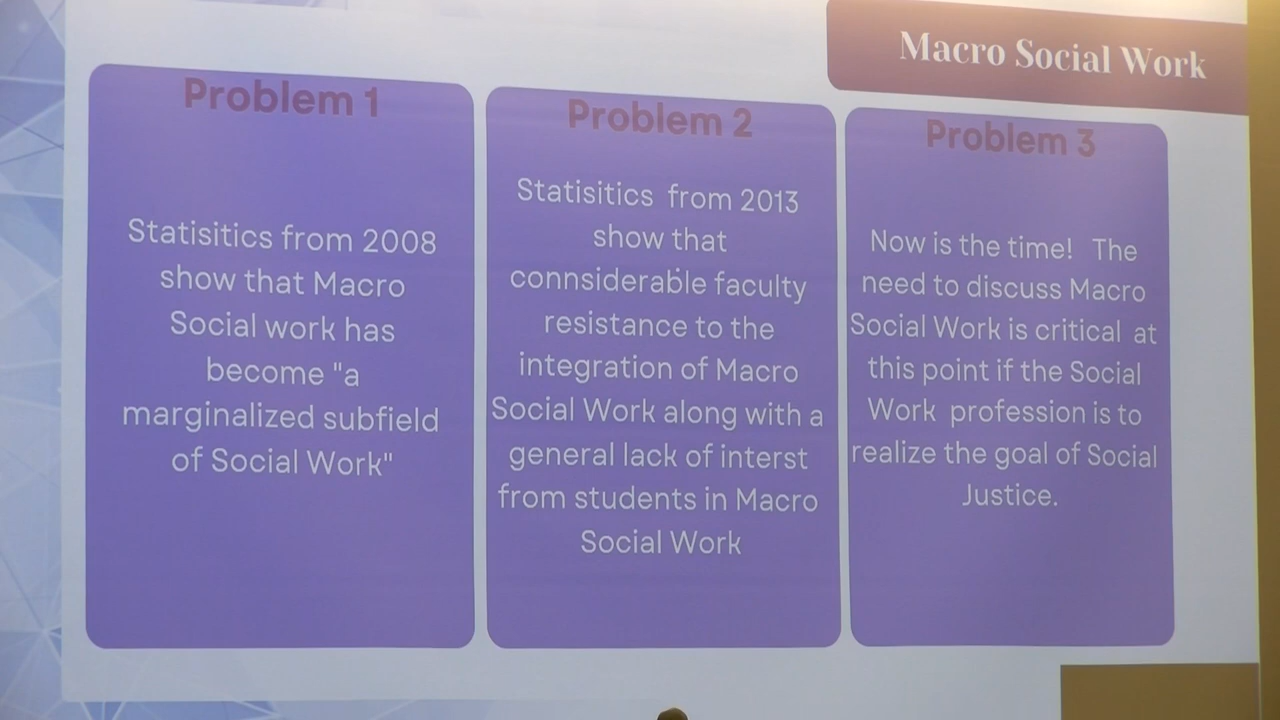 Macro Social Work
Problem 1
Statisitics from 2008
show that Macro
Social work has
become "a
marginalized subfield
of Social Work"
Problem 2
Statisitics from 2013
show that
connsiderable faculty
resistance to the
integration of Macro
Social Work along with a
general lack of interst
from students in Macro
Social Work
Problem 3
Now is the time! The
need to discuss Macro
Social Work is critical at
this point if the Social
Work profession is to
realize the goal of Social
Justice.